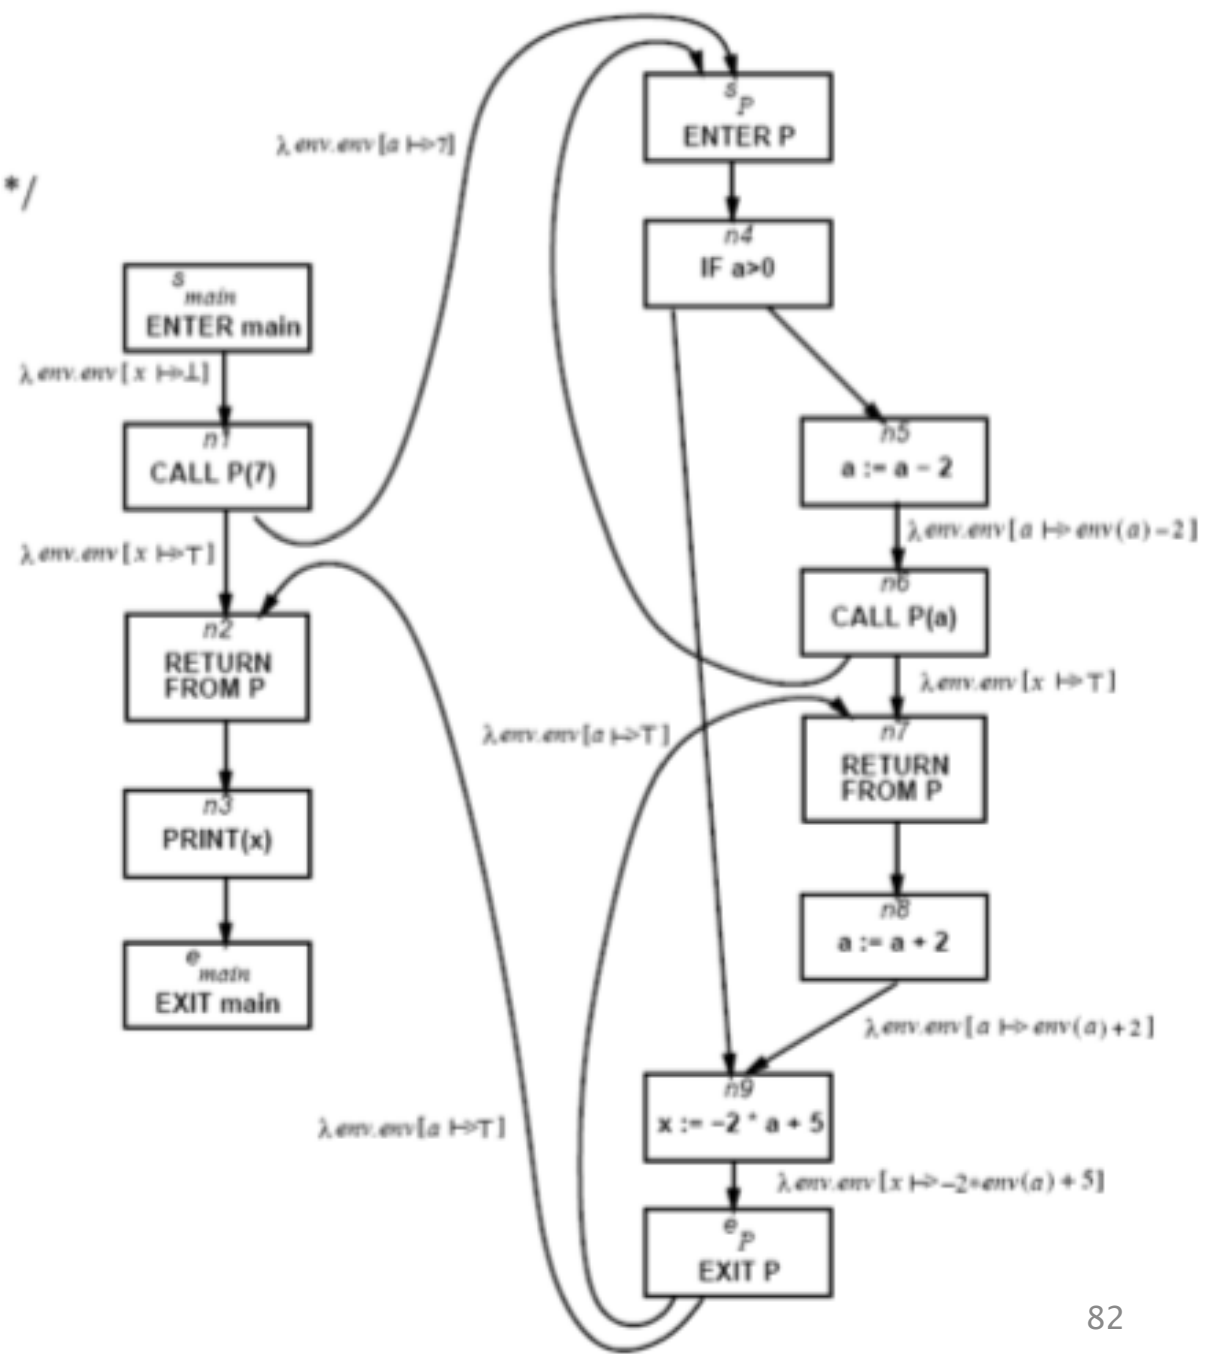 */
s
main
ENTER main
λ env.env[x ↦⊥]
n1
CALL P(7)
λ env.env[x ↦⊤]
n2
RETURN
FROM P
n3
PRINT(x)
e
main
EXIT main
λ env.env[a ↦7]
s
P
ENTER P
n4
IF a>0
n5
a := a - 2
λ env.env[a ↦ env(a)-2]
n6
CALL P(a)
λ env.env[x ↦⊤]
λ env.env[a ↦⊤]
n7
RETURN
FROM P
n8
a := a + 2
λ env.env[a ↦ env(a)+2]
n9
x := -2 * a + 5
λ env.env[a ↦⊤]
λ env.env[x ↦-2*env(a)+5]
e
P
EXIT P
82